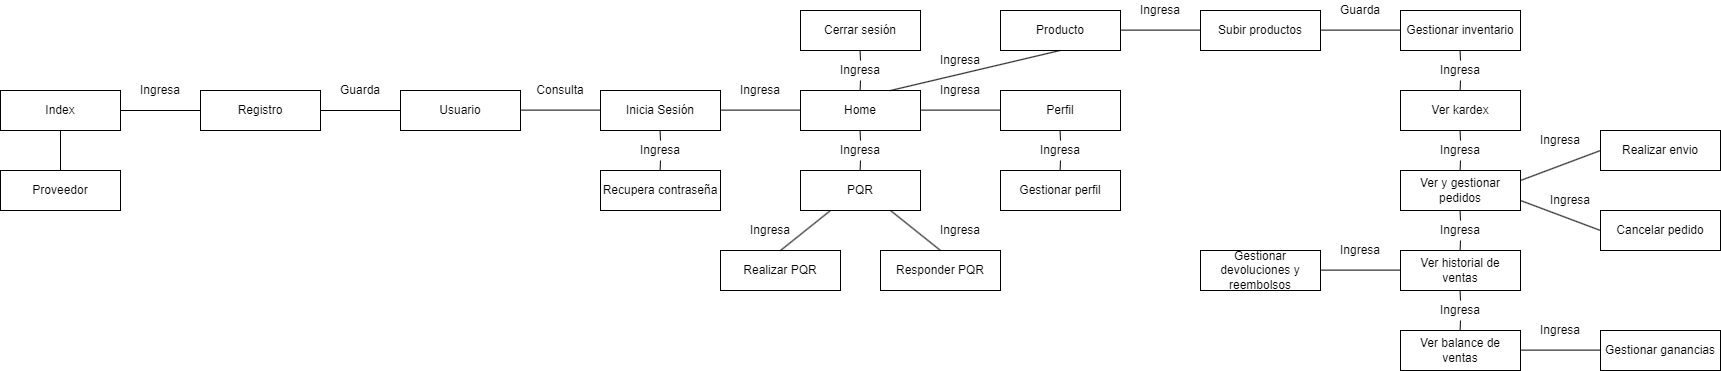 Ingresa
Guarda
Cerrar sesión
Producto
Subir productos
Gestionar inventario
Ingresa
Ingresa
Ingresa
Ingresa
Guarda
Consulta
Ingresa
Ingresa
Index
Registro
Usuario
Inicia Sesión
Home
Perfil
Ver kardex
Ingresa
Ingresa
Ingresa
Ingresa
Ingresa
Realizar envio
Proveedor
Recupera contraseña
PQR
Gestionar perfil
Ver y gestionar
pedidos
Ingresa
Ingresa
Ingresa
Ingresa
Cancelar pedido
Ingresa
Realizar PQR
Responder PQR
Gestionar
devoluciones y
reembolsos
Ver historial de
ventas
Ingresa
Ingresa
Ver balance de
ventas
Gestionar ganancias